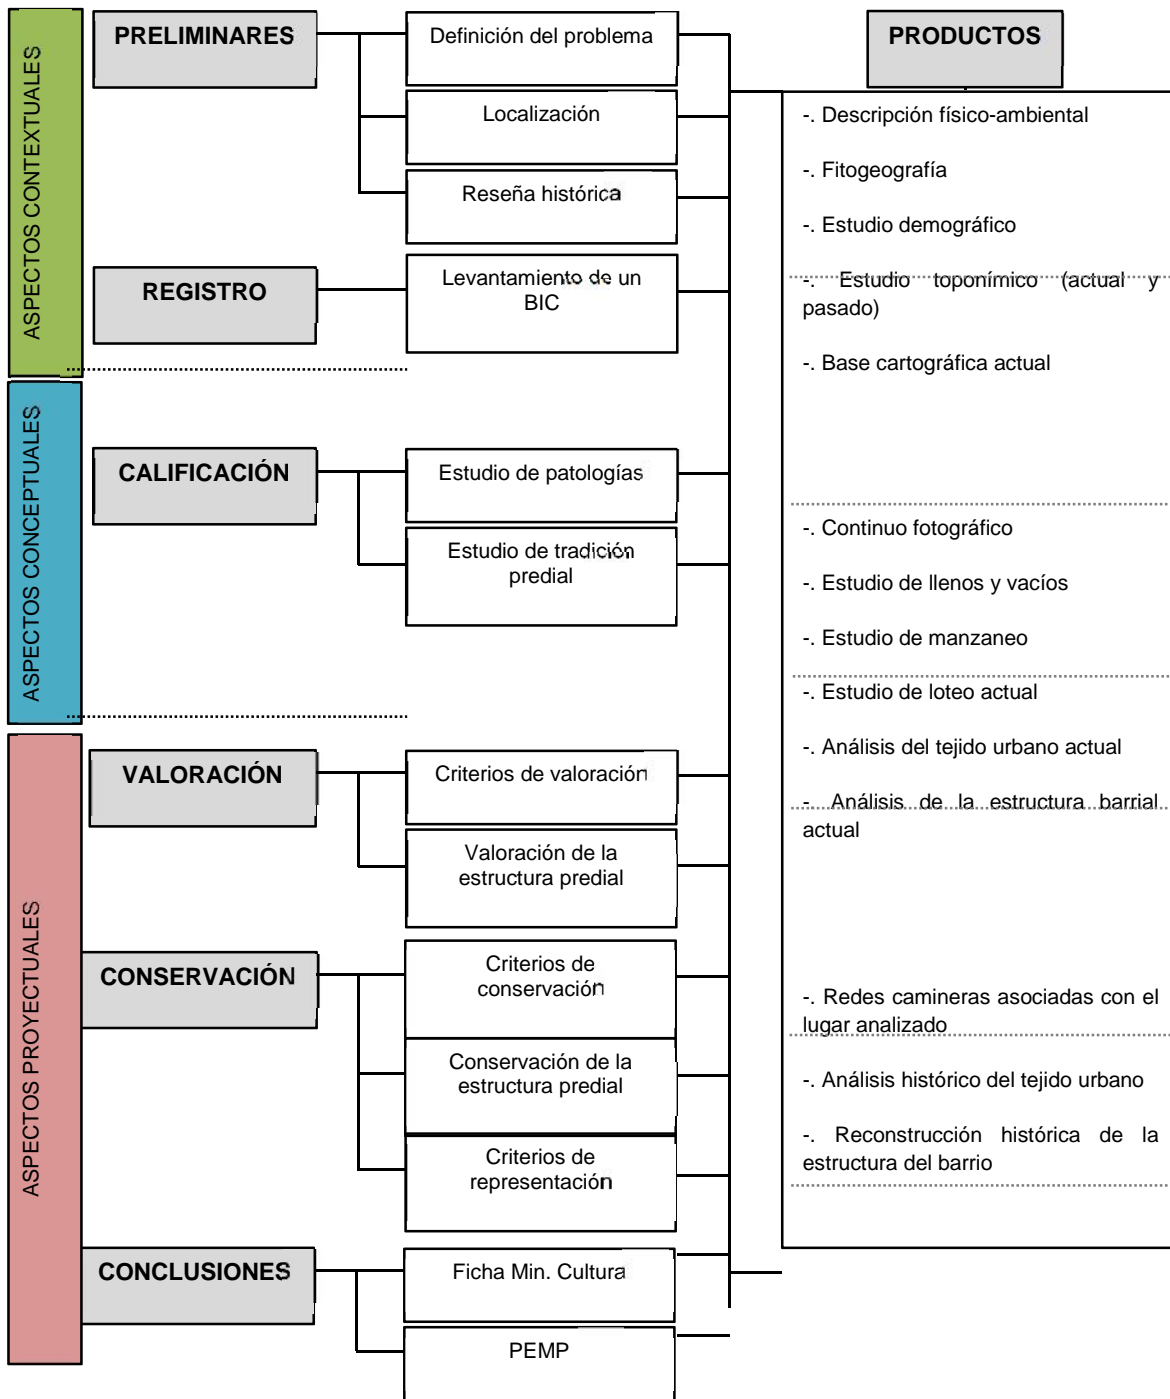 ASPECTOS CONTEXTUALES
PRELIMINARES
Definición del problema
Localización
Reseña histórica
REGISTRO
Levantamiento de un
BIC
ASPECTOS CONCEPTUALES
CALIFICACIÓN
Estudio de patologías
Estudio de tradición
predial
ASPECTOS PROYECTUALES
VALORACIÓN
Criterios de valoración
Valoración de la
estructura predial
CONSERVACIÓN
Criterios de
conservación
Conservación de la
estructura predial
Criterios de
representación
CONCLUSIONES
Ficha Min. Cultura
PEMP
PRODUCTOS
-. Descripción físico-ambiental
-. Fitogeografía
-. Estudio demográfico
-. Estudio toponímico (actual y
pasado)
-. Base cartográfica actual
-. Continuo fotográfico
-. Estudio de llenos y vacíos
-. Estudio de manzaneo
-. Estudio de loteo actual
-. Análisis del tejido urbano actual
-. Análisis de la estructura barrial
actual
-. Redes camineras asociadas con el
lugar analizado
-. Análisis histórico del tejido urbano
-. Reconstrucción histórica de la
estructura del barrio